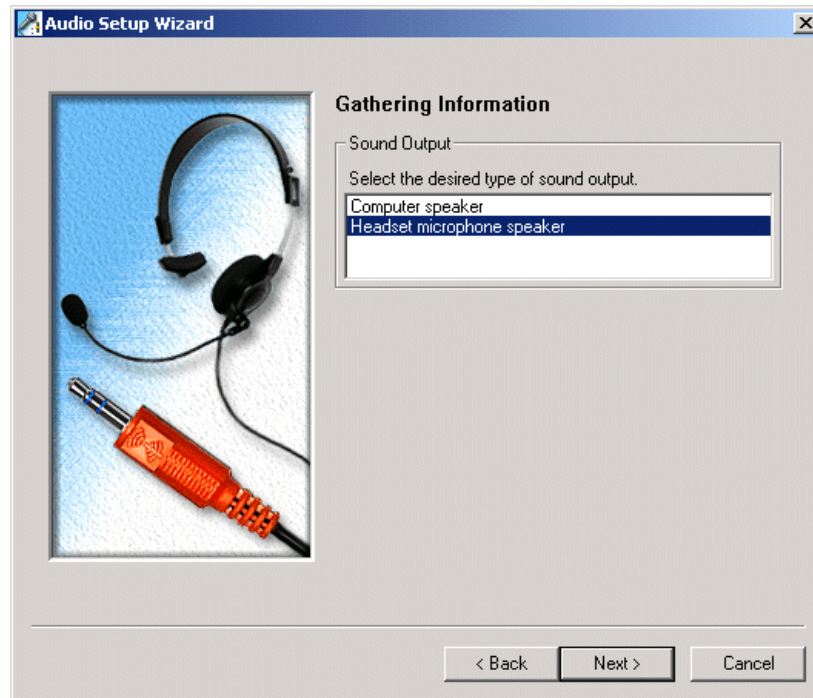 Audio Setup Wizard
Gathering Information
Sound Output
Select the desired type of sound output.
Computer speaker
Headset microphone speaker
< Back
Next >
Cancel